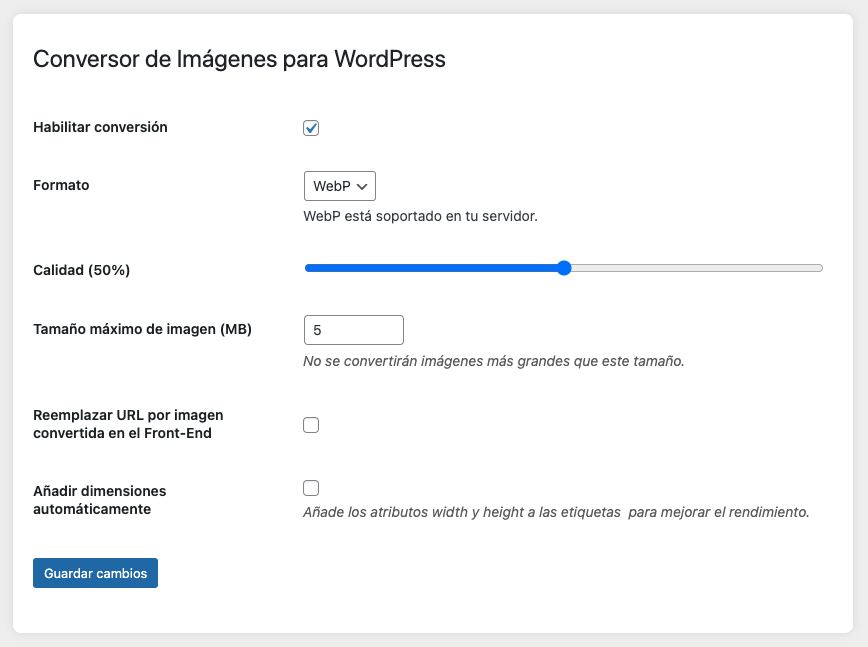 Conversor de Imágenes para WordPress
Habilitar conversión
Formato
WebP
WebP está soportado en tu servidor.
Calidad (50%)
Tamaño máximo de imagen (MB)
5
No se convertirán imágenes más grandes que este tamaño.
Reemplazar URL por imagen
convertida en el Front-End
Añadir dimensiones
automáticamente
Añade los atributos width y height a las etiquetas  para mejorar el rendimiento.
Guardar cambios